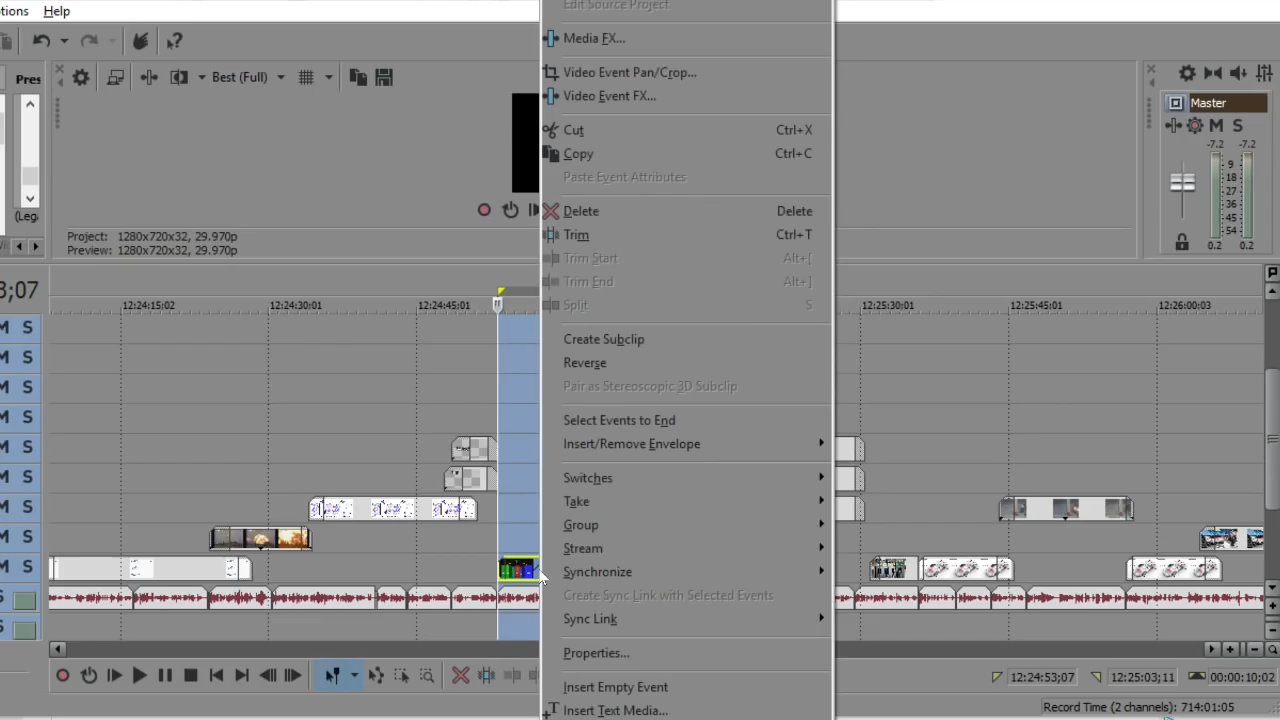 Edit Source Project
tions Help
Media FX...
Pres
Best (Full)
Video Event Pan/Crop...
Video Event FX...
Master
M S
Cut Ctrl+X
Copy Ctrl+C
-7.2 -7.2
9
18
27
36
45
54
0.2 0.2
Paste Event Attributes
Delete Delete
(Leg
Trim Ctrl+T
Project: 1280x720x32, 29.970p
Preview: 1280x720x32, 29.970p
Trim Start Alt+[
Trim End Alt+]
Split S
3;07
12:24:15;02 12:24:30;01 12:24:45;01 12:25:30;01 12:25:45;01 12:26:00;03
M S
Create Subclip
M S
Reverse
M S
Pair as Stereoscopic 3D Subclip
M S
Select Events to End
M S
Insert/Remove Envelope
M S
Switches
M S
Take
M S
Group
M S
Stream
Synchronize
S
Create Sync Link with Selected Events
S
Sync Link
Properties...
12:24:53;07 12:25:03;11 00:00:10;02
Insert Empty Event
Record Time (2 channels): 714:01:05
Insert Text Media...